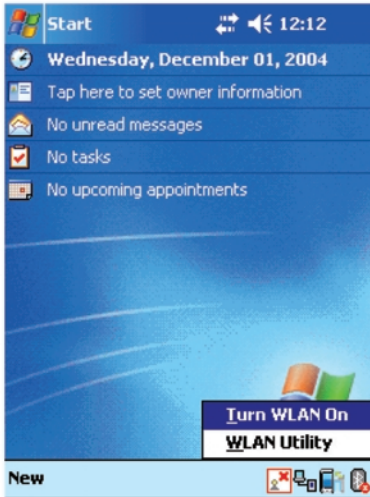 Start 12:12
Wednesday, December 01, 2004
Tap here to set owner information
No unread messages
No tasks
No upcoming appointments
Turn WLAN On
WLAN Utility
New